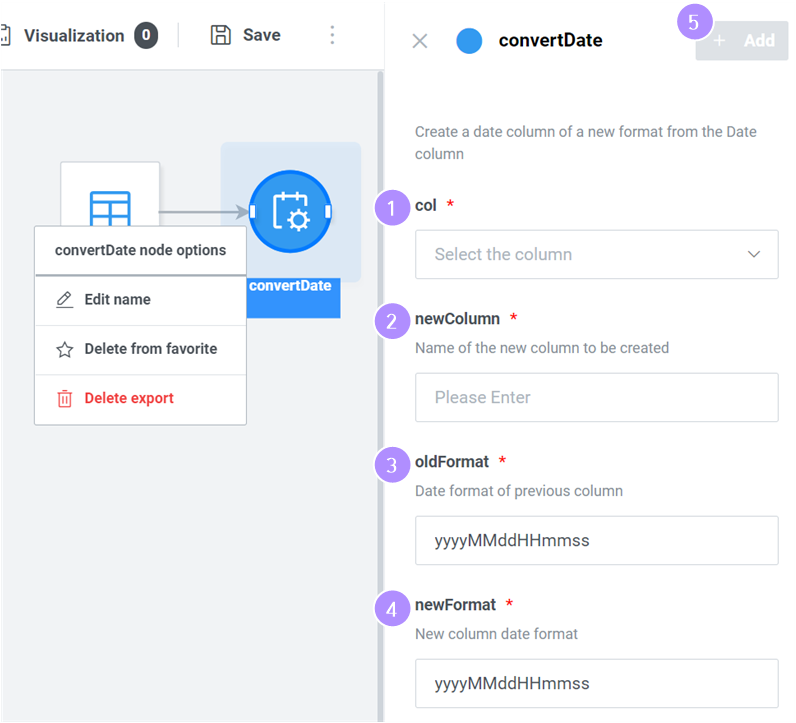 Visualization 0 Save
convertDate
5
+ Add
Create a date column of a new format from the Date
column
1 col *
Select the column
2 newColumn *
Name of the new column to be created
Please Enter
3 oldFormat *
Date format of previous column
yyyyMMddHHmmss
4 newFormat *
New column date format
yyyyMMddHHmmss
convertDate node options
Edit name
Delete from favorite
Delete export
convertDate